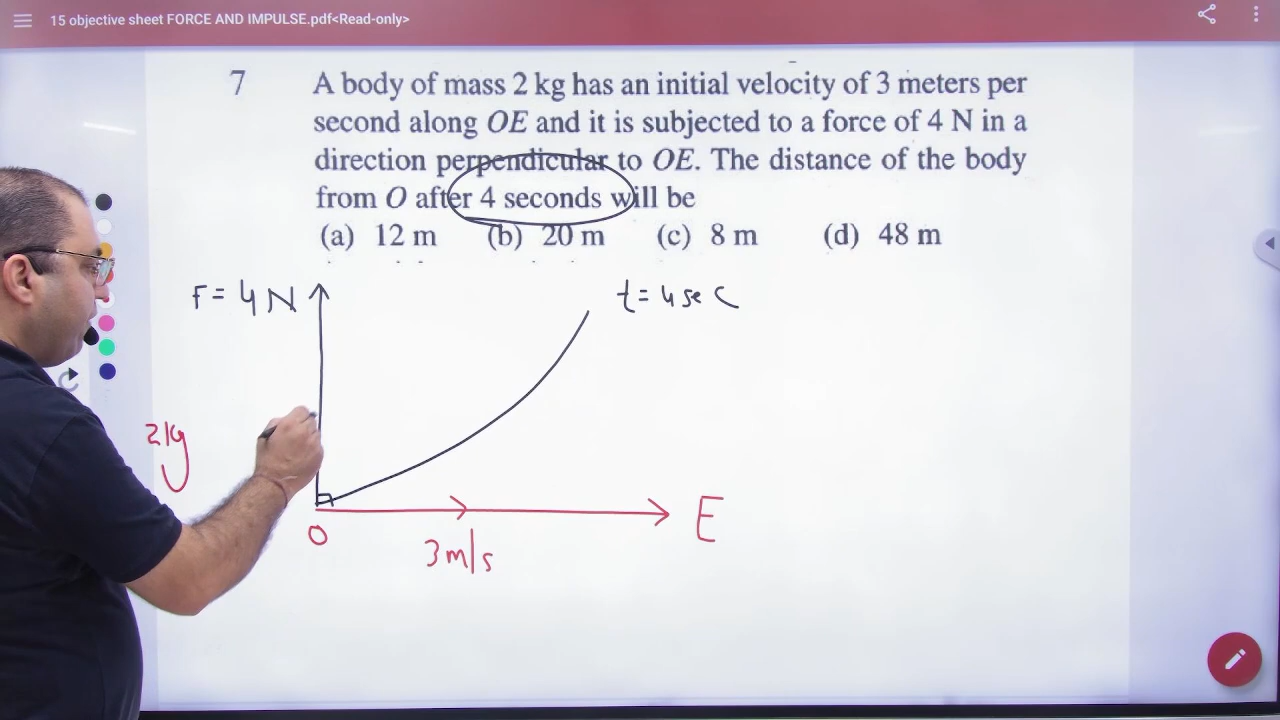 15 objective sheet FORCE AND IMPULSE.pdf<Read-only>
7 A body of mass 2 kg has an initial velocity of 3 meters per
second along OE and it is subjected to a force of 4 N in a
direction perpendicular to OE. The distance of the body
from O after 4 seconds will be
(a) 12 m (b) 20 m (c) 8 m (d) 48 m
F = 4 N t = 4 sec
2 kg
E
O
3 m/s